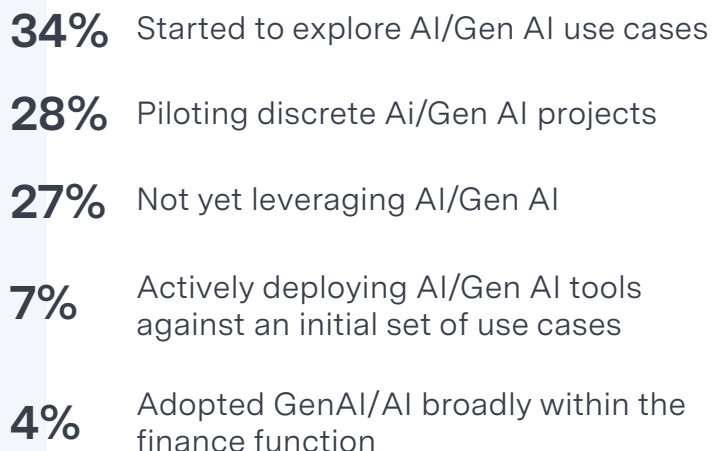 34% Started to explore AI/Gen AI use cases
28% Piloting discrete Ai/Gen AI projects
27% Not yet leveraging AI/Gen AI
7% Actively deploying AI/Gen AI tools
against an initial set of use cases
4% Adopted GenAI/AI broadly within the
finance function